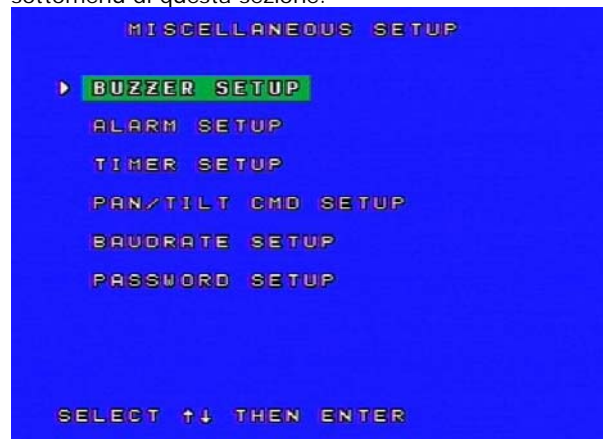 sottomenù di questa sezione.
MISCELLANEOUS SETUP
BUZZER SETUP
ALARM SETUP
TIMER SETUP
PAN/TILT CMD SETUP
BAUDRATE SETUP
PASSWORD SETUP
SELECT ↑↓ THEN ENTER